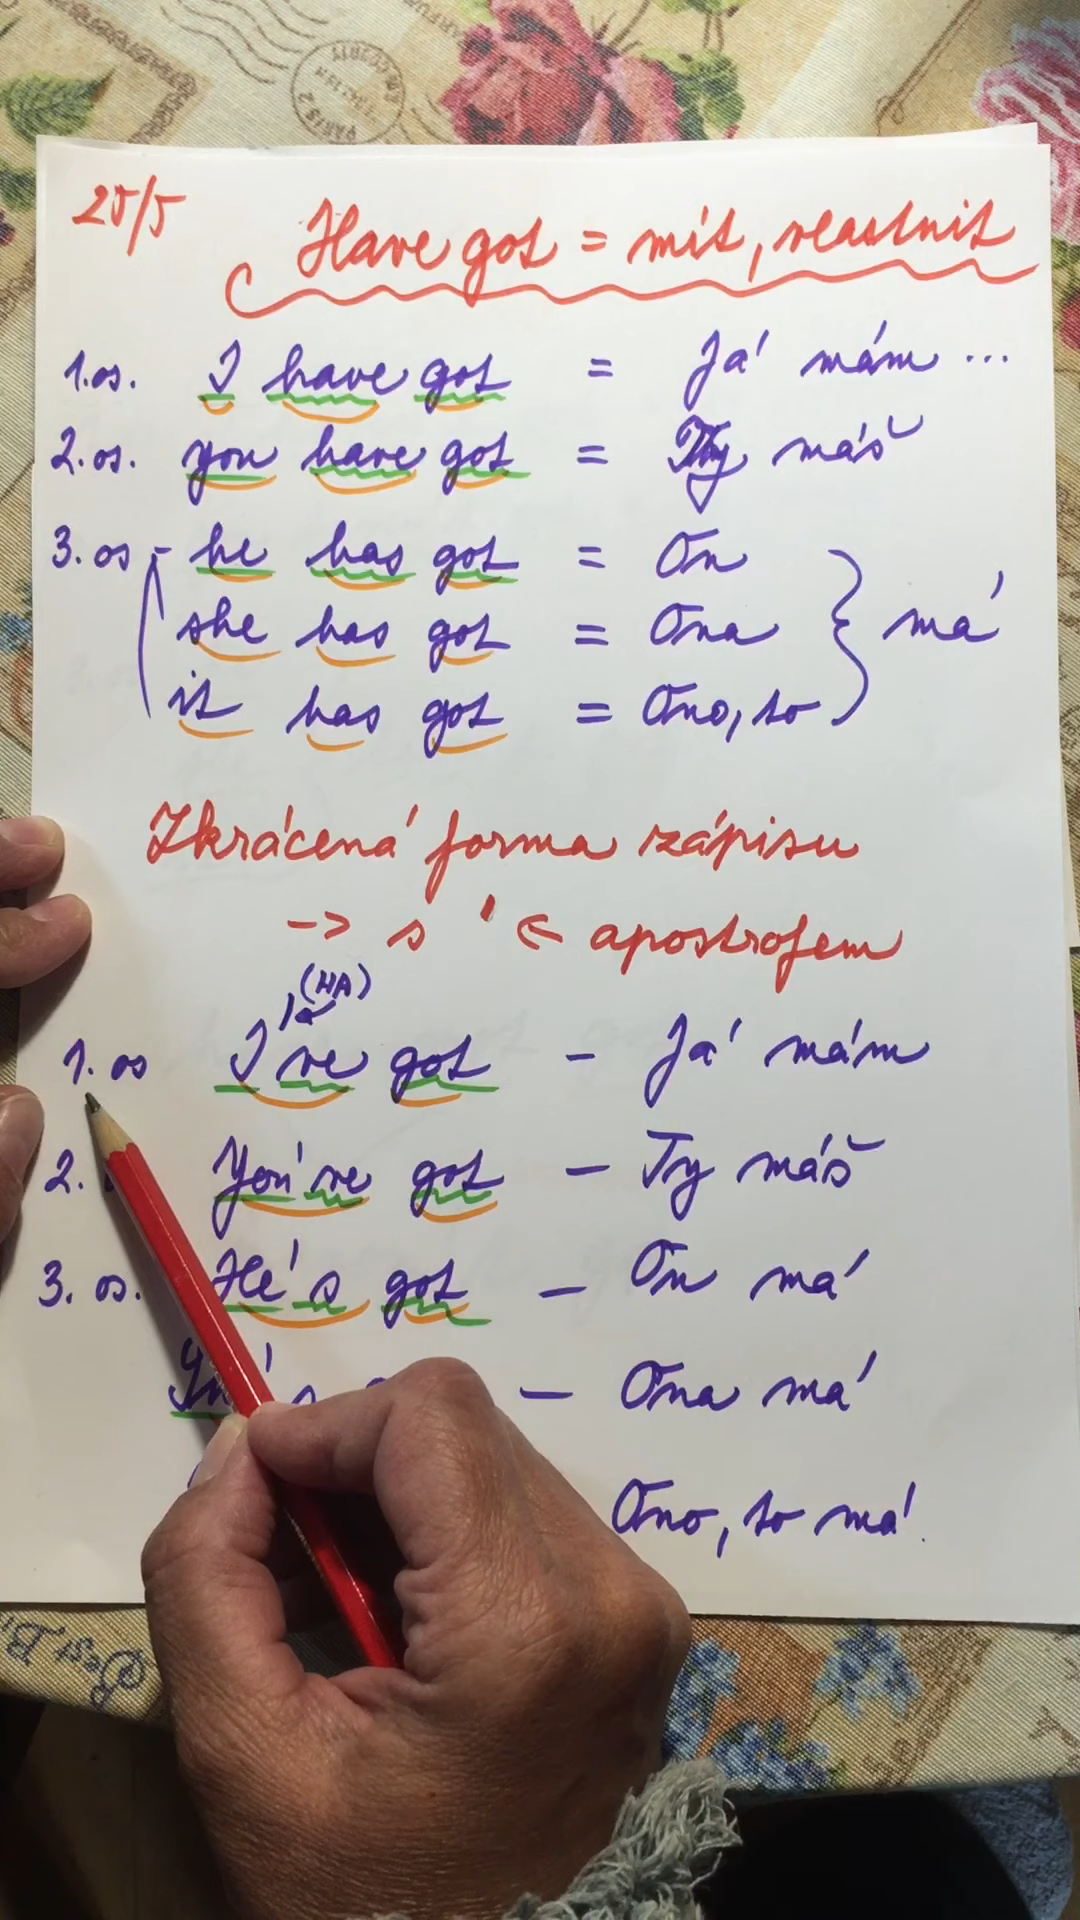 25/5
Have got = mít, vlastnit
1.os. I have got = Já mám ...
2.os. you have got = Ty máš
3. os - he has got = On
she has got = Ona } má
it has got = Ono, to
Zkrácená forma zápisu
-> s ' <- apostrofem
(HA)
1. os I've got - Já mám
2. You've got - Ty máš
3. os. He's got - On má
- Ona má
Ono, to má.
PARIS